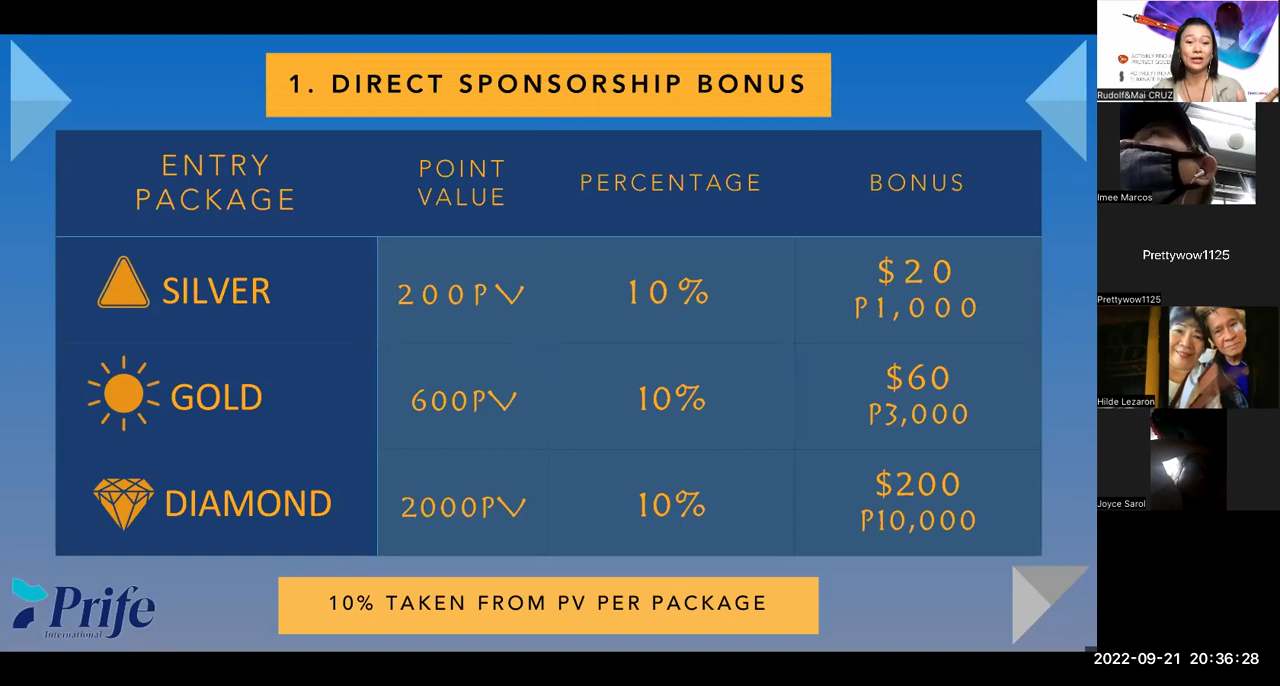 1. DIRECT SPONSORSHIP BONUS
ENTRY
PACKAGE
POINT
VALUE
PERCENTAGE
BONUS
SILVER
200PV
10%
$20
P1,000
GOLD
600PV
10%
$60
P3,000
DIAMOND
2000PV
10%
$200
P10,000
Prife
International
10% TAKEN FROM PV PER PACKAGE
Rudolf&Mai CRUZ
Imee Marcos
Prettywow1125
Prettywow1125
Hilde Lezaron
Joyce Sarol
2022-09-21 20:36:28